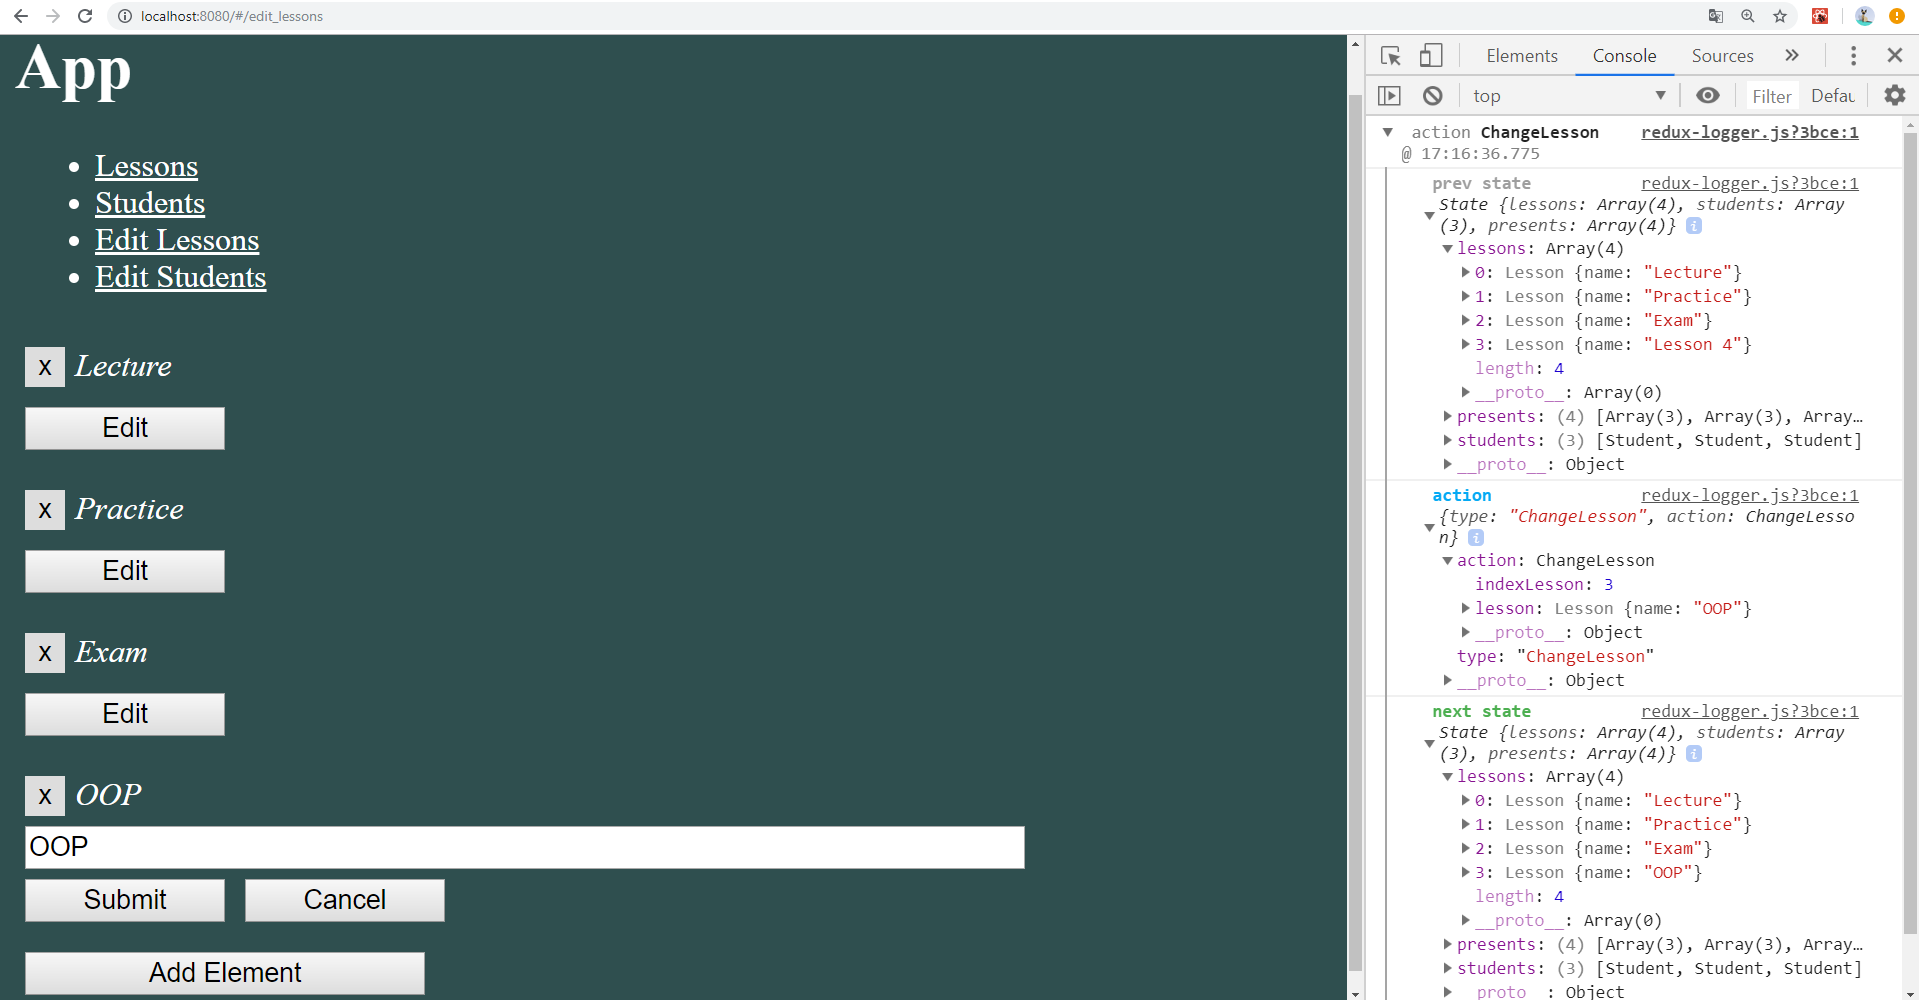 localhost:8080/#/edit_lessons
App
Lessons
Students
Edit Lessons
Edit Students
x Lecture
Edit
x Practice
Edit
x Exam
Edit
x OOP
OOP
Submit Cancel
Add Element
Elements Console Sources
top Filter Defau
action ChangeLesson redux-logger.js?3bce:1
@ 17:16:36.775
prev state redux-logger.js?3bce:1
State {lessons: Array(4), students: Array
(3), presents: Array(4)} i
lessons: Array(4)
0: Lesson {name: "Lecture"}
1: Lesson {name: "Practice"}
2: Lesson {name: "Exam"}
3: Lesson {name: "Lesson 4"}
length: 4
__proto__: Array(0)
presents: (4) [Array(3), Array(3), Array…
students: (3) [Student, Student, Student]
__proto__: Object
action redux-logger.js?3bce:1
{type: "ChangeLesson", action: ChangeLesso
n} i
action: ChangeLesson
indexLesson: 3
lesson: Lesson {name: "OOP"}
__proto__: Object
type: "ChangeLesson"
__proto__: Object
next state redux-logger.js?3bce:1
State {lessons: Array(4), students: Array
(3), presents: Array(4)} i
lessons: Array(4)
0: Lesson {name: "Lecture"}
1: Lesson {name: "Practice"}
2: Lesson {name: "Exam"}
3: Lesson {name: "OOP"}
length: 4
__proto__: Array(0)
presents: (4) [Array(3), Array(3), Array…
students: (3) [Student, Student, Student]
__proto__: Object